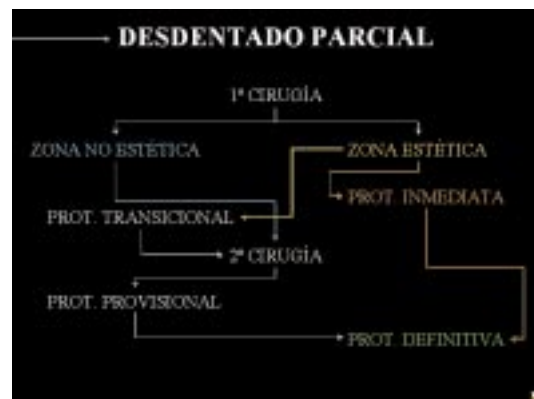 DESDENTADO PARCIAL
1ª CIRUGÍA
ZONA NO ESTÉTICA
ZONA ESTÉTICA
PROT. INMEDIATA
PROT. TRANSICIONAL
2ª CIRUGÍA
PROT. PROVISIONAL
PROT. DEFINITIVA